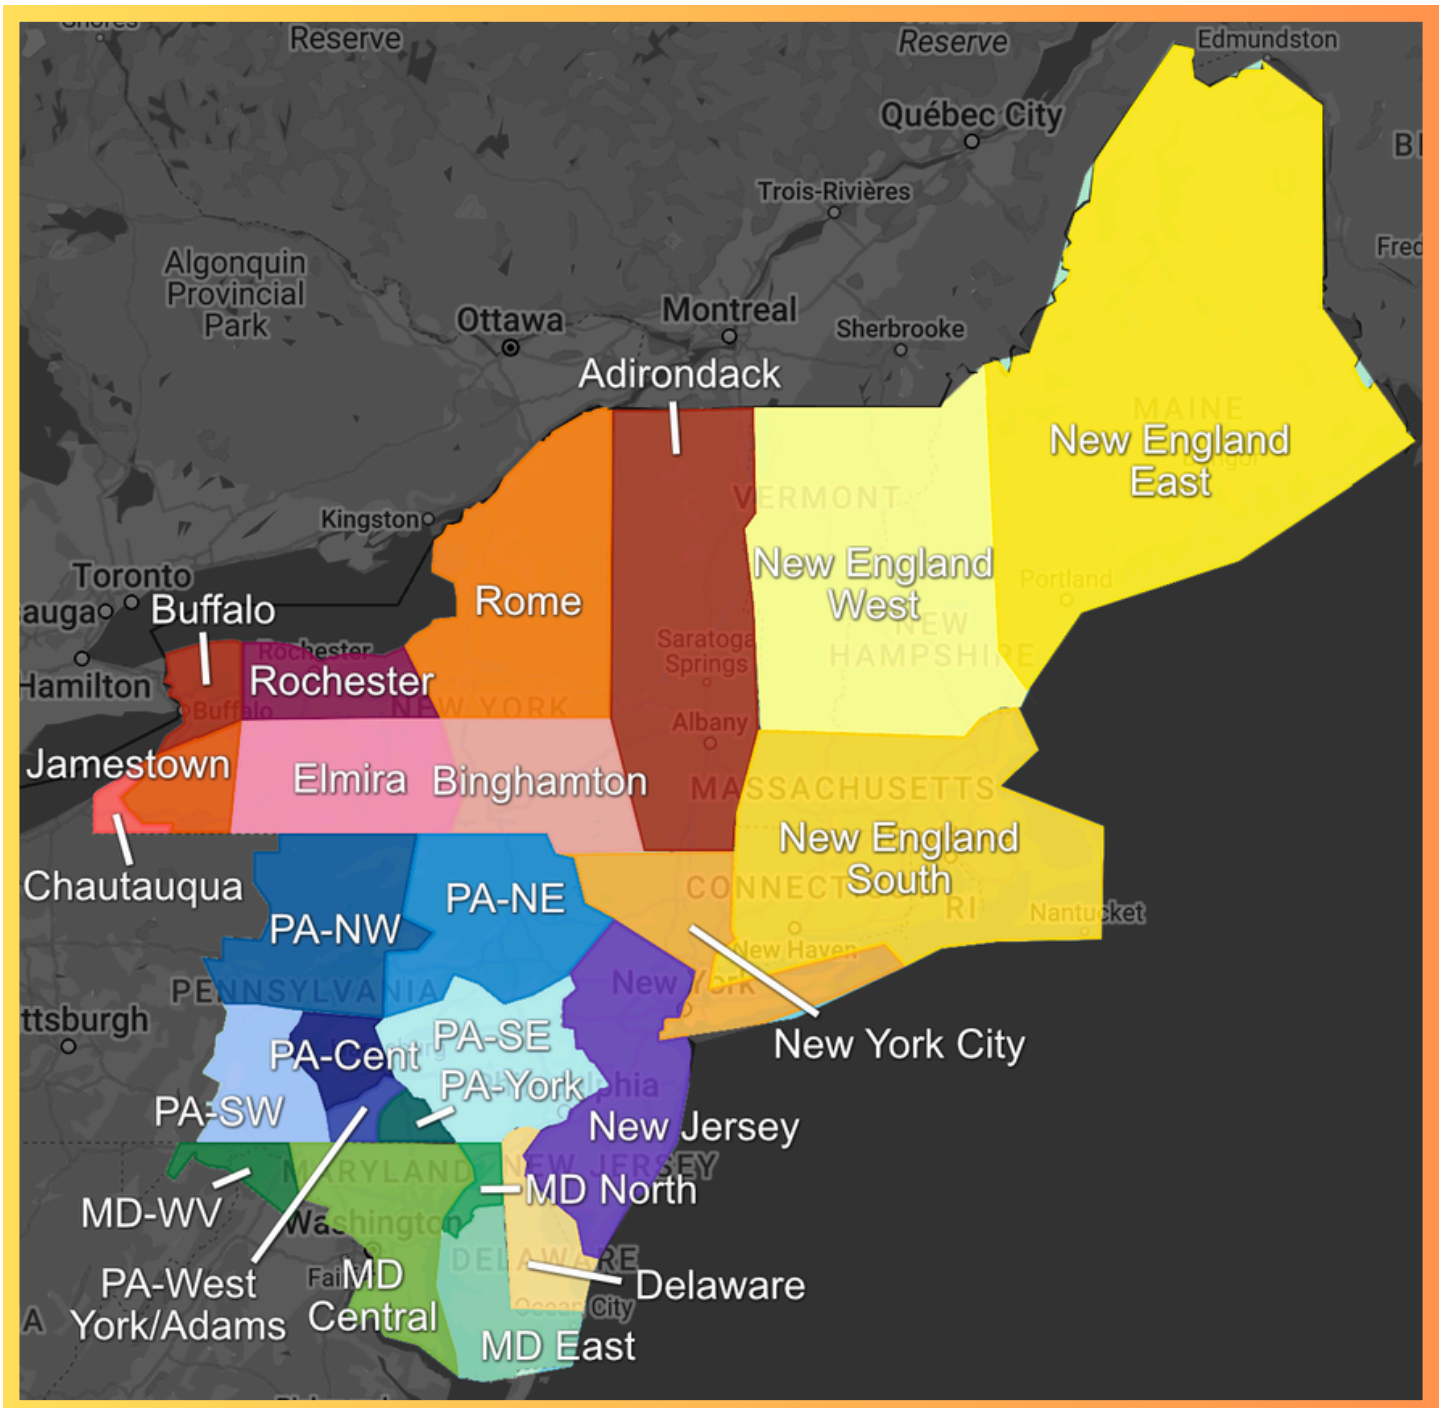 Shores
Reserve
Reserve
Edmundston
Québec City
Trois-Rivières
Algonquin
Provincial
Park
Ottawa
Montreal
Sherbrooke
Adirondack
MAINE
New England
East
VERMONT
Kingston
New England
West
Toronto
Portland
Buffalo
Rome
NEW
HAMPSHIRE
Saratoga
Springs
Rochester
Hamilton
Rochester
Buffalo
NEW YORK
Albany
Jamestown
Elmira
Binghamton
MASSACHUSETTS
New England
South
Chautauqua
PA-NW
PA-NE
CONNECT
RI
Nantucket
New Haven
PENNSYLVANIA
New York
ttsburgh
PA-Cent
PA-SE
New York City
PA-York
PA-SW
New Jersey
MARYLAND
NEW JERSEY
MD-WV
MD North
Washington
DELAWARE
PA-West
York/Adams
MD
Central
Delaware
Ocean City
MD East